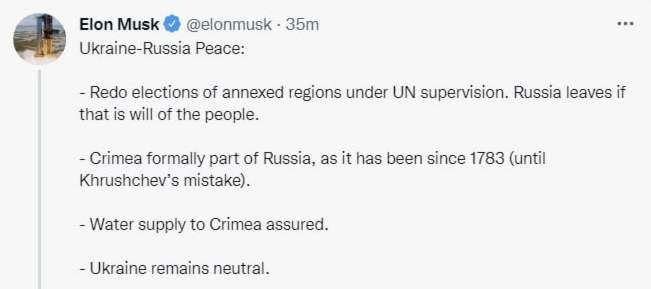 Elon Musk @elonmusk · 35m
Ukraine-Russia Peace:
- Redo elections of annexed regions under UN supervision. Russia leaves if
that is will of the people.
- Crimea formally part of Russia, as it has been since 1783 (until
Khrushchev’s mistake).
- Water supply to Crimea assured.
- Ukraine remains neutral.